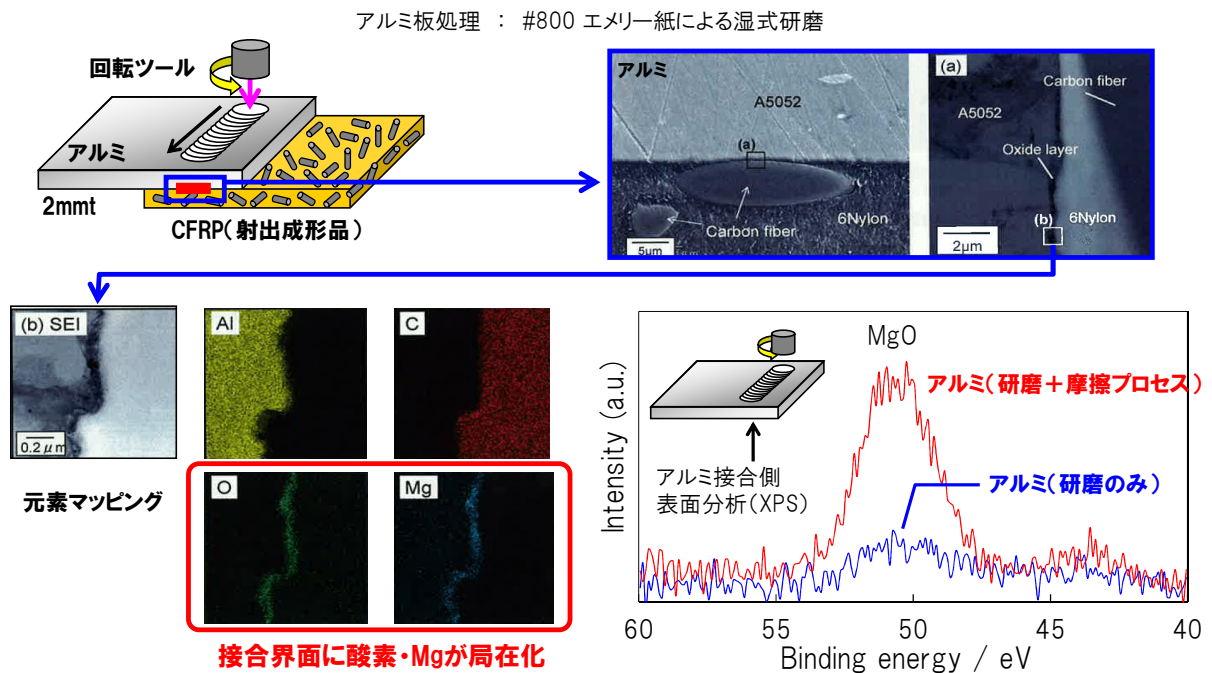 アルミ板処理 : #800 エメリー紙による湿式研磨
回転ツール
アルミ
2mmt
CFRP(射出成形品)
アルミ
A5052
(a)
Carbon fiber
6Nylon
5μm
(a)
Carbon fiber
A5052
Oxide layer
6Nylon
(b)
2μm
(b) SEI
0.2μm
Al
C
元素マッピング
O
Mg
接合界面に酸素・Mgが局在化
MgO
アルミ(研磨+摩擦プロセス)
アルミ(研磨のみ)
アルミ接合側
表面分析(XPS)
Intensity (a.u.)
60 55 50 45 40
Binding energy / eV